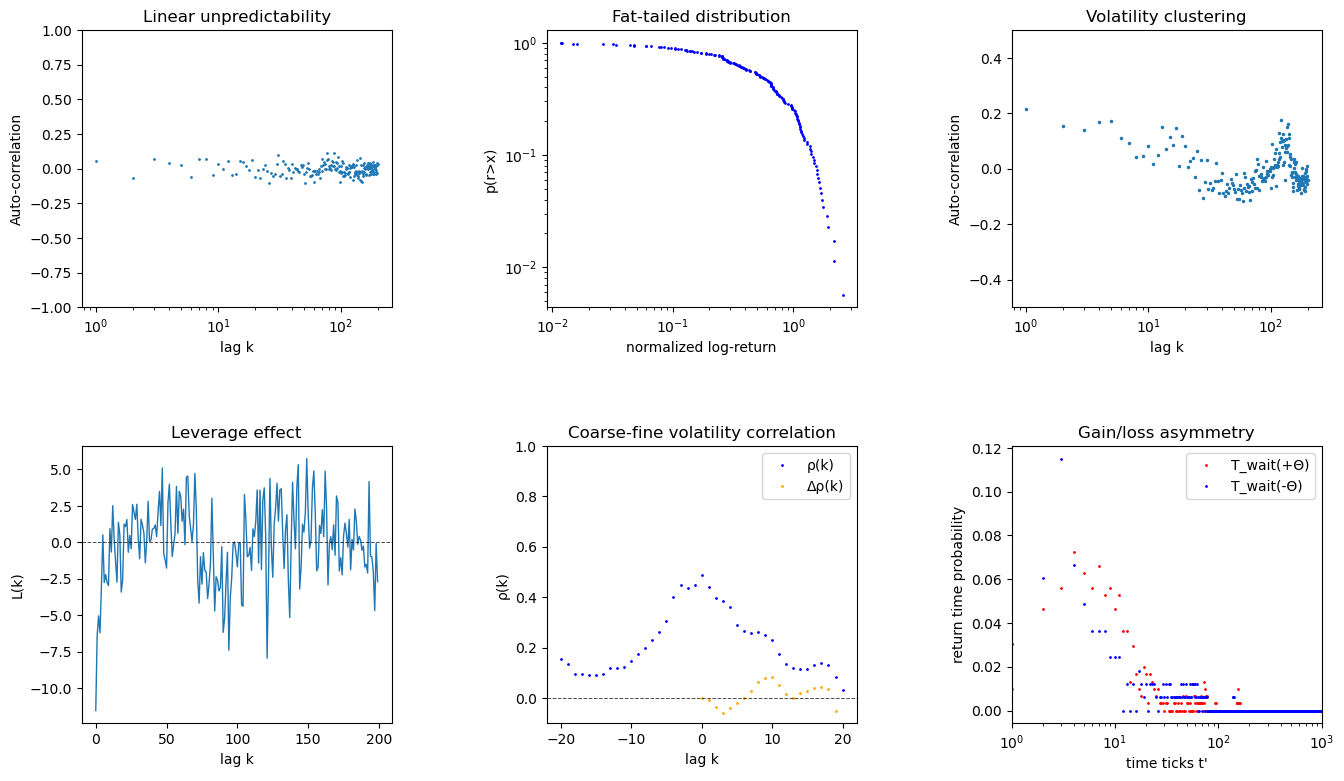 Linear unpredictability
1.00
0.75
0.50
0.25
0.00
−0.25
−0.50
−0.75
−1.00
Auto-correlation
10⁰
10¹
10²
lag k
Fat-tailed distribution
10⁰
10⁻¹
10⁻²
p(r>x)
10⁻²
10⁻¹
10⁰
normalized log-return
Volatility clustering
0.4
0.2
0.0
−0.2
−0.4
Auto-correlation
10⁰
10¹
10²
lag k
Leverage effect
5.0
2.5
0.0
−2.5
−5.0
−7.5
−10.0
L(k)
0
50
100
150
200
lag k
Coarse-fine volatility correlation
1.0
0.8
0.6
0.4
0.2
0.0
ρ(k)
ρ(k)
Δρ(k)
−20
−10
0
10
20
lag k
Gain/loss asymmetry
0.12
0.10
0.08
0.06
0.04
0.02
0.00
return time probability
T_wait(+Θ)
T_wait(-Θ)
10⁰
10¹
10²
10³
time ticks t'